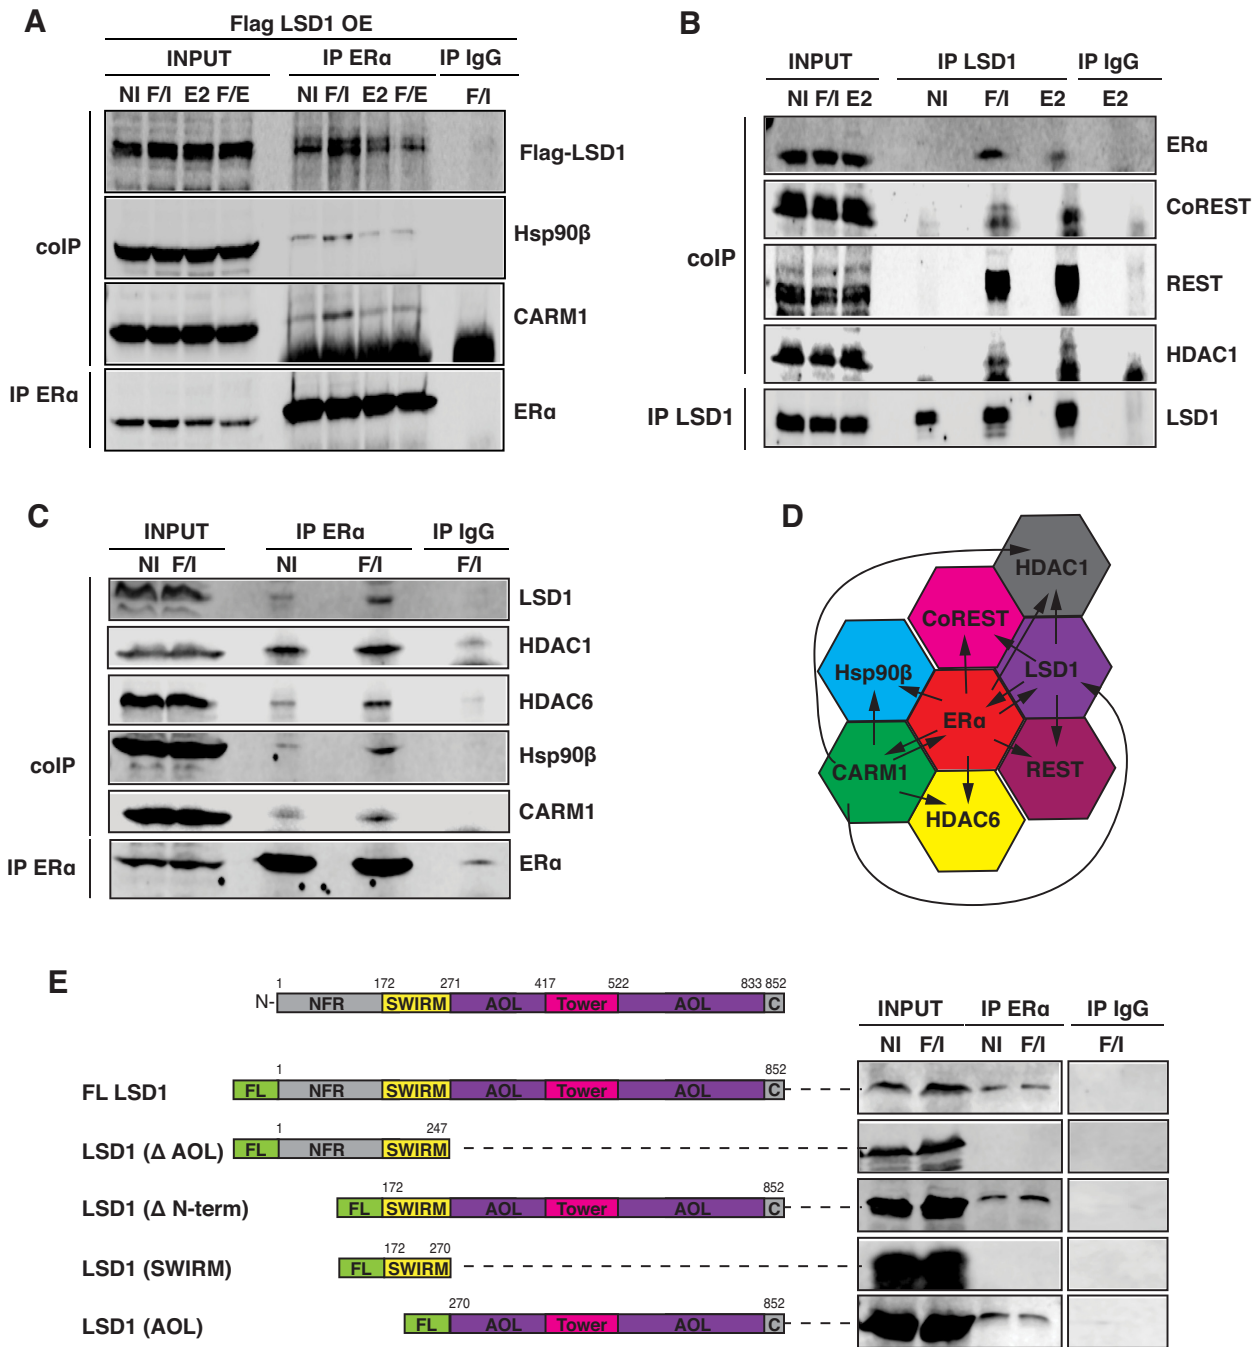 A
Flag LSD1 OE
INPUT IP ERα IP IgG
NI F/I E2 F/E NI F/I E2 F/E F/I
Flag-LSD1
Hsp90β
coIP
CARM1
IP ERα
ERα
B
INPUT IP LSD1 IP IgG
NI F/I E2 NI F/I E2 E2
ERα
CoREST
coIP
REST
HDAC1
IP LSD1 LSD1
C
INPUT IP ERα IP IgG
NI F/I NI F/I F/I
LSD1
HDAC1
HDAC6
Hsp90β
coIP
CARM1
IP ERα ERα
D
HDAC1
CoREST
Hsp90β LSD1
ERα
CARM1 REST
HDAC6
E
1 172 271 417 522 833 852
N- NFR SWIRM AOL Tower AOL C
INPUT IP ERα IP IgG
NI F/I NI F/I F/I
1 852
FL LSD1 FL NFR SWIRM AOL Tower AOL C
1 247
LSD1 (Δ AOL) FL NFR SWIRM
172 852
LSD1 (Δ N-term) FL SWIRM AOL Tower AOL C
172 270
LSD1 (SWIRM) FL SWIRM
270 852
LSD1 (AOL) FL AOL Tower AOL C